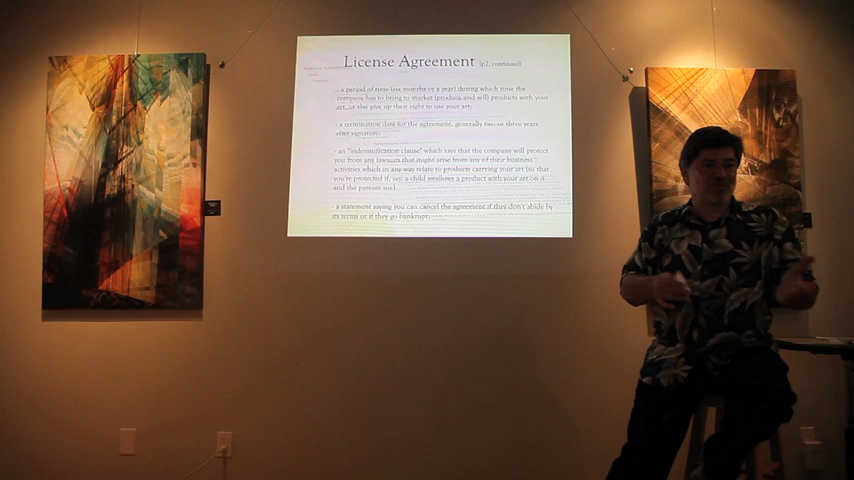 License Agreement (p2, continued)
- a period of time (six months or a year) during which time the
company has to bring to market (produce and sell) products with your
art, or else give up their right to use your art;
- a termination date for the agreement, generally two or three years
after signature;
- an "indemnification clause" which says that the company will protect
you from any lawsuits that might arise from any of their business
activities which in any way relate to products carrying your art (so that
you're protected if, say, a child swallows a product with your art on it
and the parents sue);
- a statement saying you can cancel the agreement if they don't abide by
its terms or if they go bankrupt;